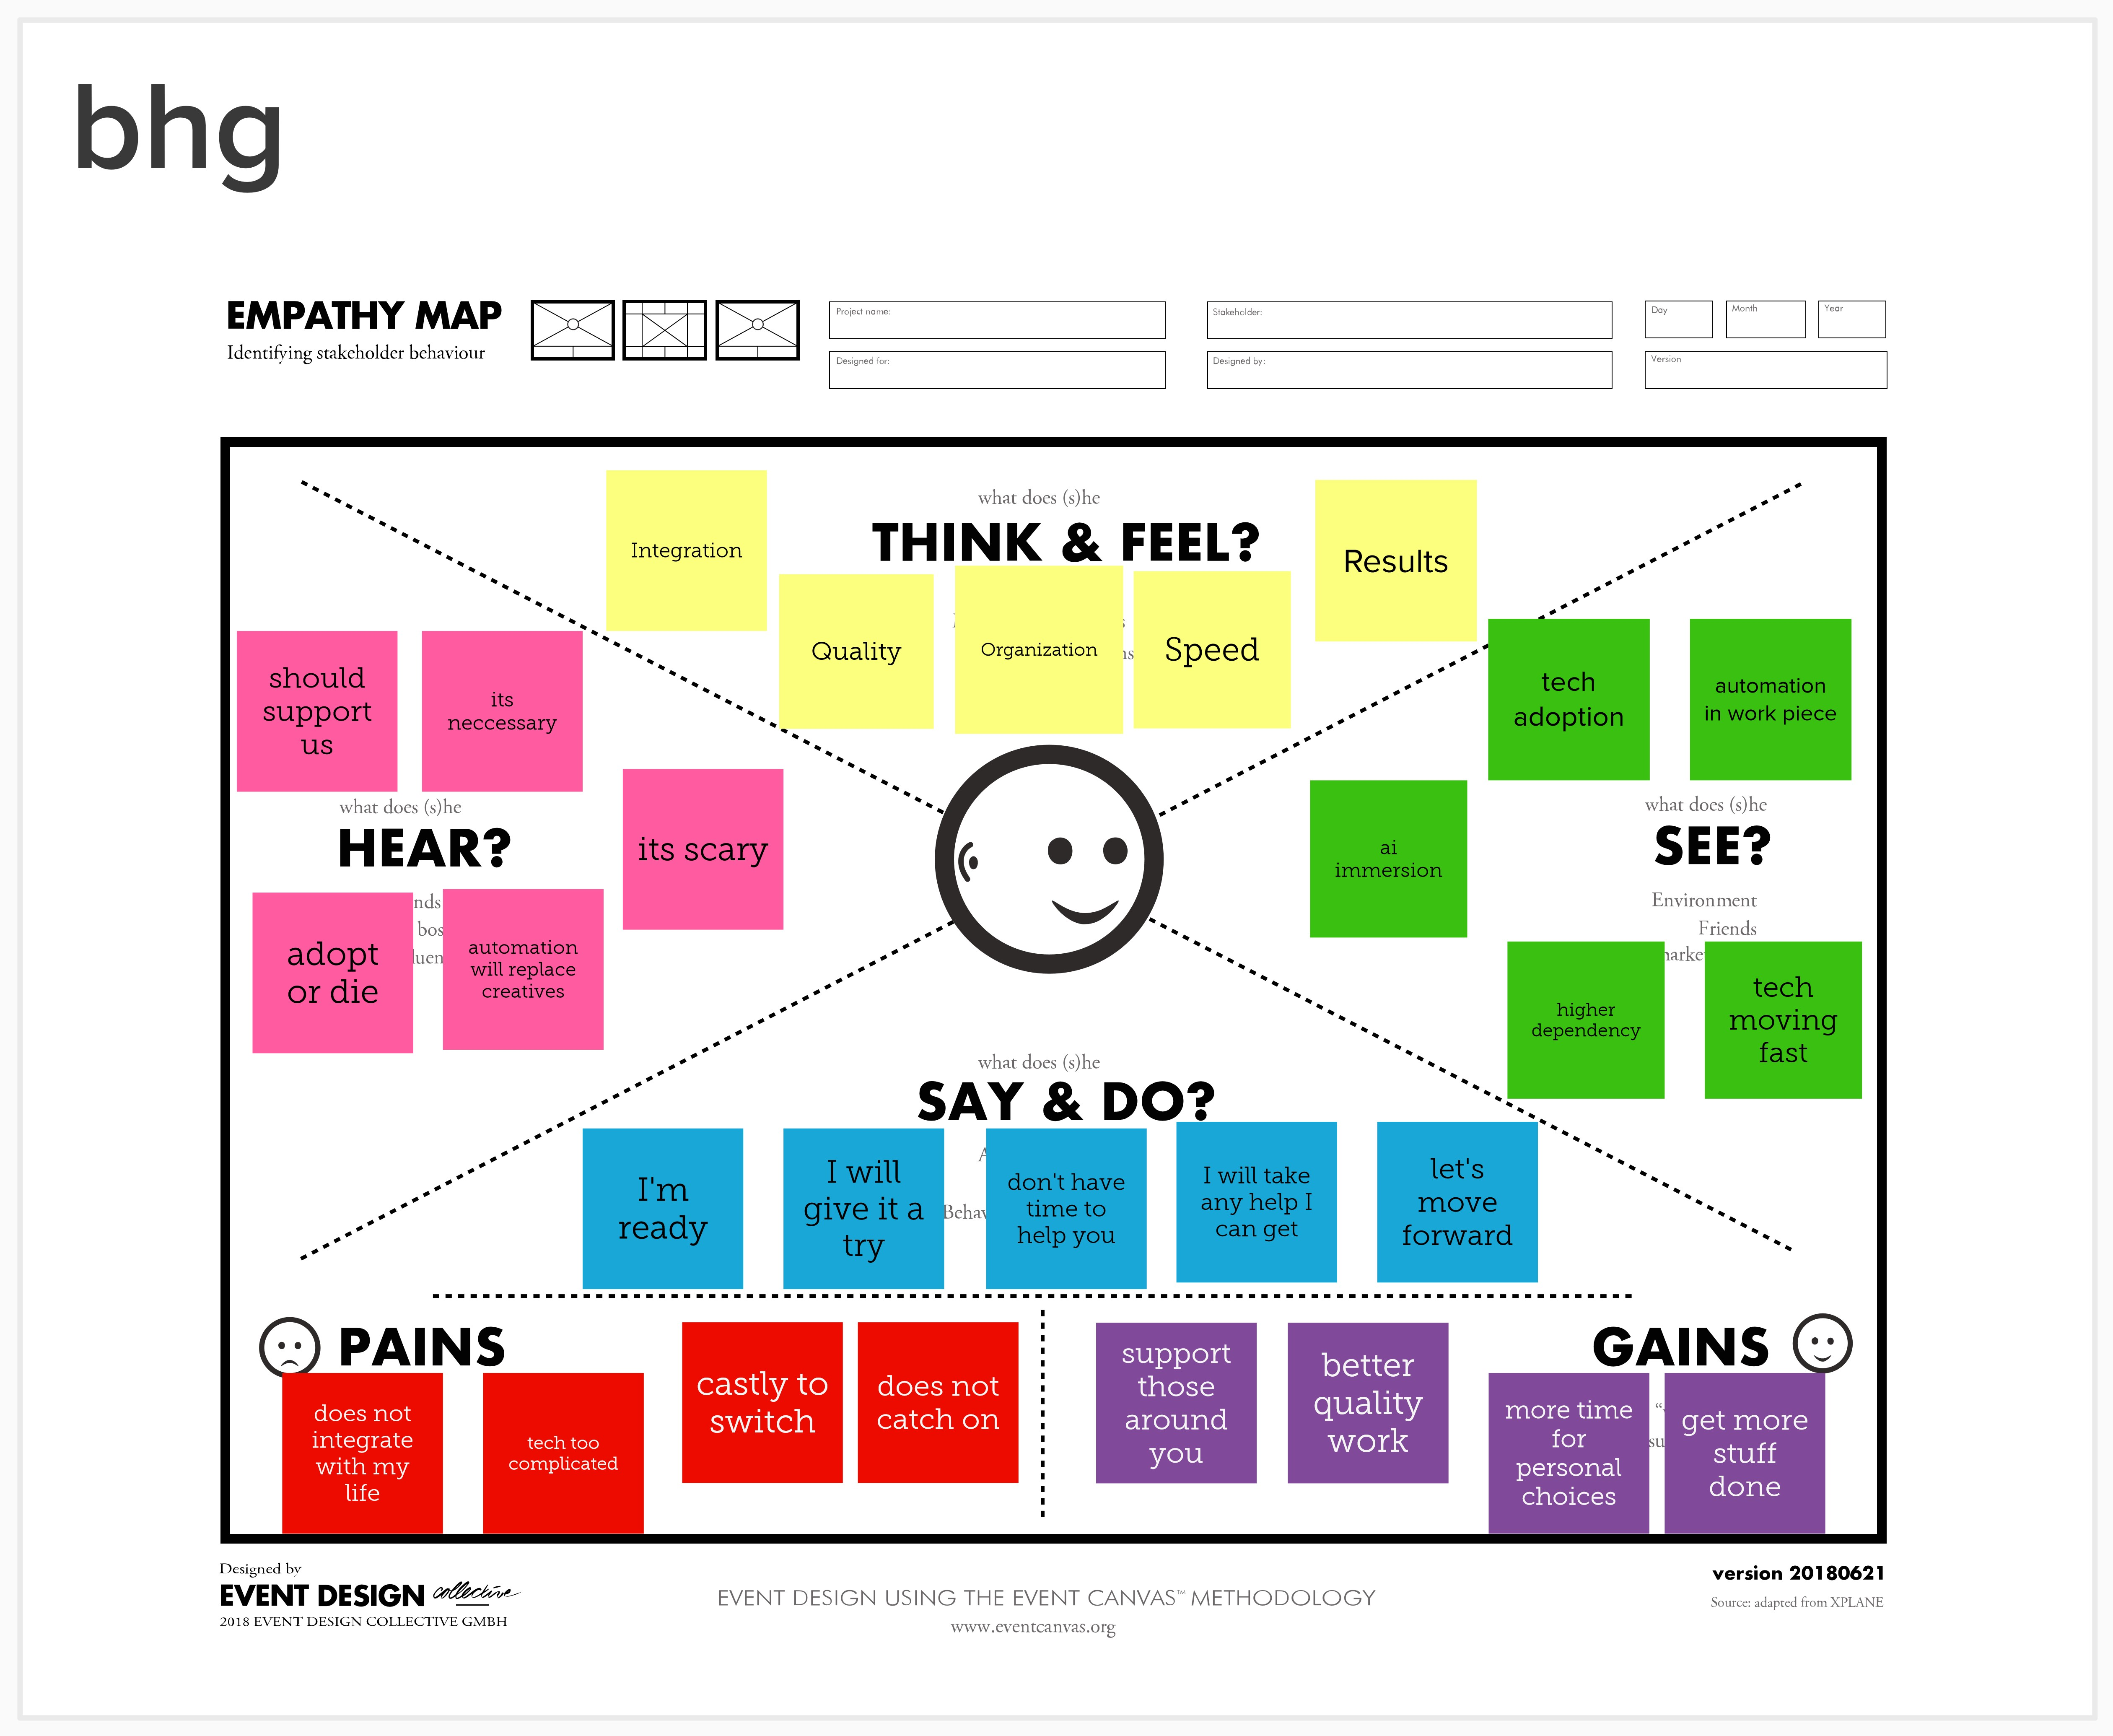 bhg
EMPATHY MAP
Identifying stakeholder behaviour
Project name:
Stakeholder:
Day
Month
Year
Designed for:
Designed by:
Version
what does (s)he
THINK & FEEL?
Integration
Quality
Organization
Speed
Results
should
support
us
its
neccessary
its scary
what does (s)he
HEAR?
adopt
or die
automation
will replace
creatives
tech
adoption
automation
in work piece
ai
immersion
what does (s)he
SEE?
Environment
Friends
higher
dependency
tech
moving
fast
what does (s)he
SAY & DO?
I'm
ready
I will
give it a
try
don't have
time to
help you
I will take
any help I
can get
let's
move
forward
PAINS
does not
integrate
with my
life
tech too
complicated
castly to
switch
does not
catch on
GAINS
support
those
around
you
better
quality
work
more time
for
personal
choices
get more
stuff
done
Designed by
EVENT DESIGN collective
2018 EVENT DESIGN COLLECTIVE GMBH
EVENT DESIGN USING THE EVENT CANVAS™ METHODOLOGY
www.eventcanvas.org
version 20180621
Source: adapted from XPLANE